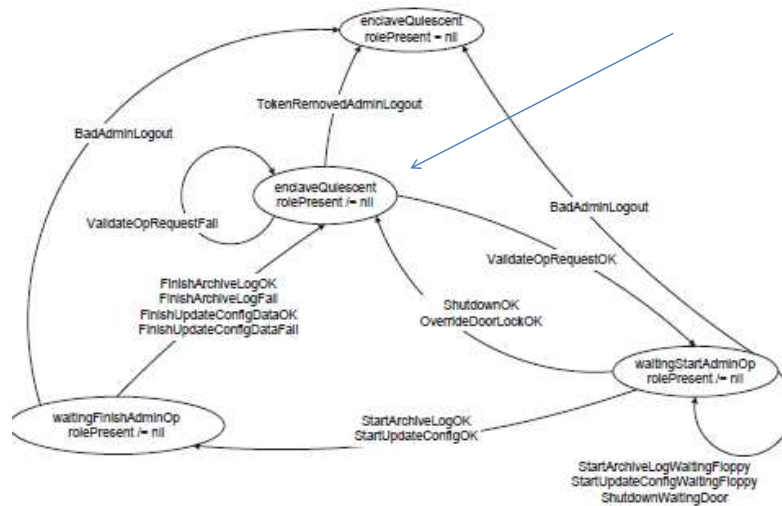 enclaveQuiescent
rolePresent = nil
TokenRemovedAdminLogout
BadAdminLogout
enclaveQuiescent
rolePresent /= nil
ValidateOpRequestFail
BadAdminLogout
ValidateOpRequestOK
FinishArchiveLogOK
FinishArchiveLogFail
FinishUpdateConfigDataOK
FinishUpdateConfigDataFail
ShutdownOK
OverrideDoorLockOK
waitingStartAdminOp
rolePresent /= nil
waitingFinishAdminOp
rolePresent /= nil
StartArchiveLogOK
StartUpdateConfigOK
StartArchiveLogWaitingFloppy
StartUpdateConfigWaitingFloppy
ShutdownWaitingDoor